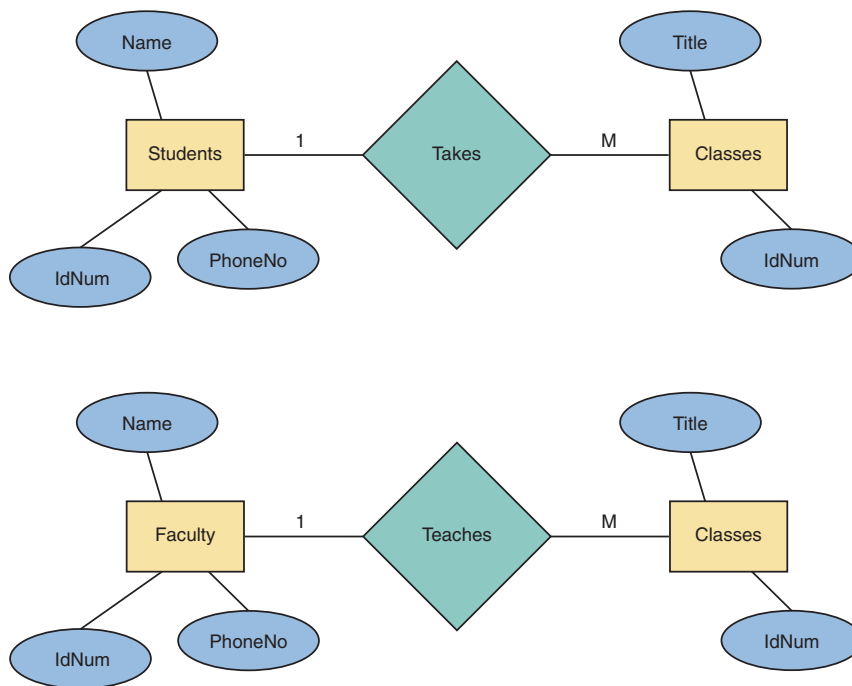 Name
Title
Students
1
Takes
M
Classes
IdNum
PhoneNo
IdNum
Name
Title
Faculty
1
Teaches
M
Classes
IdNum
PhoneNo
IdNum